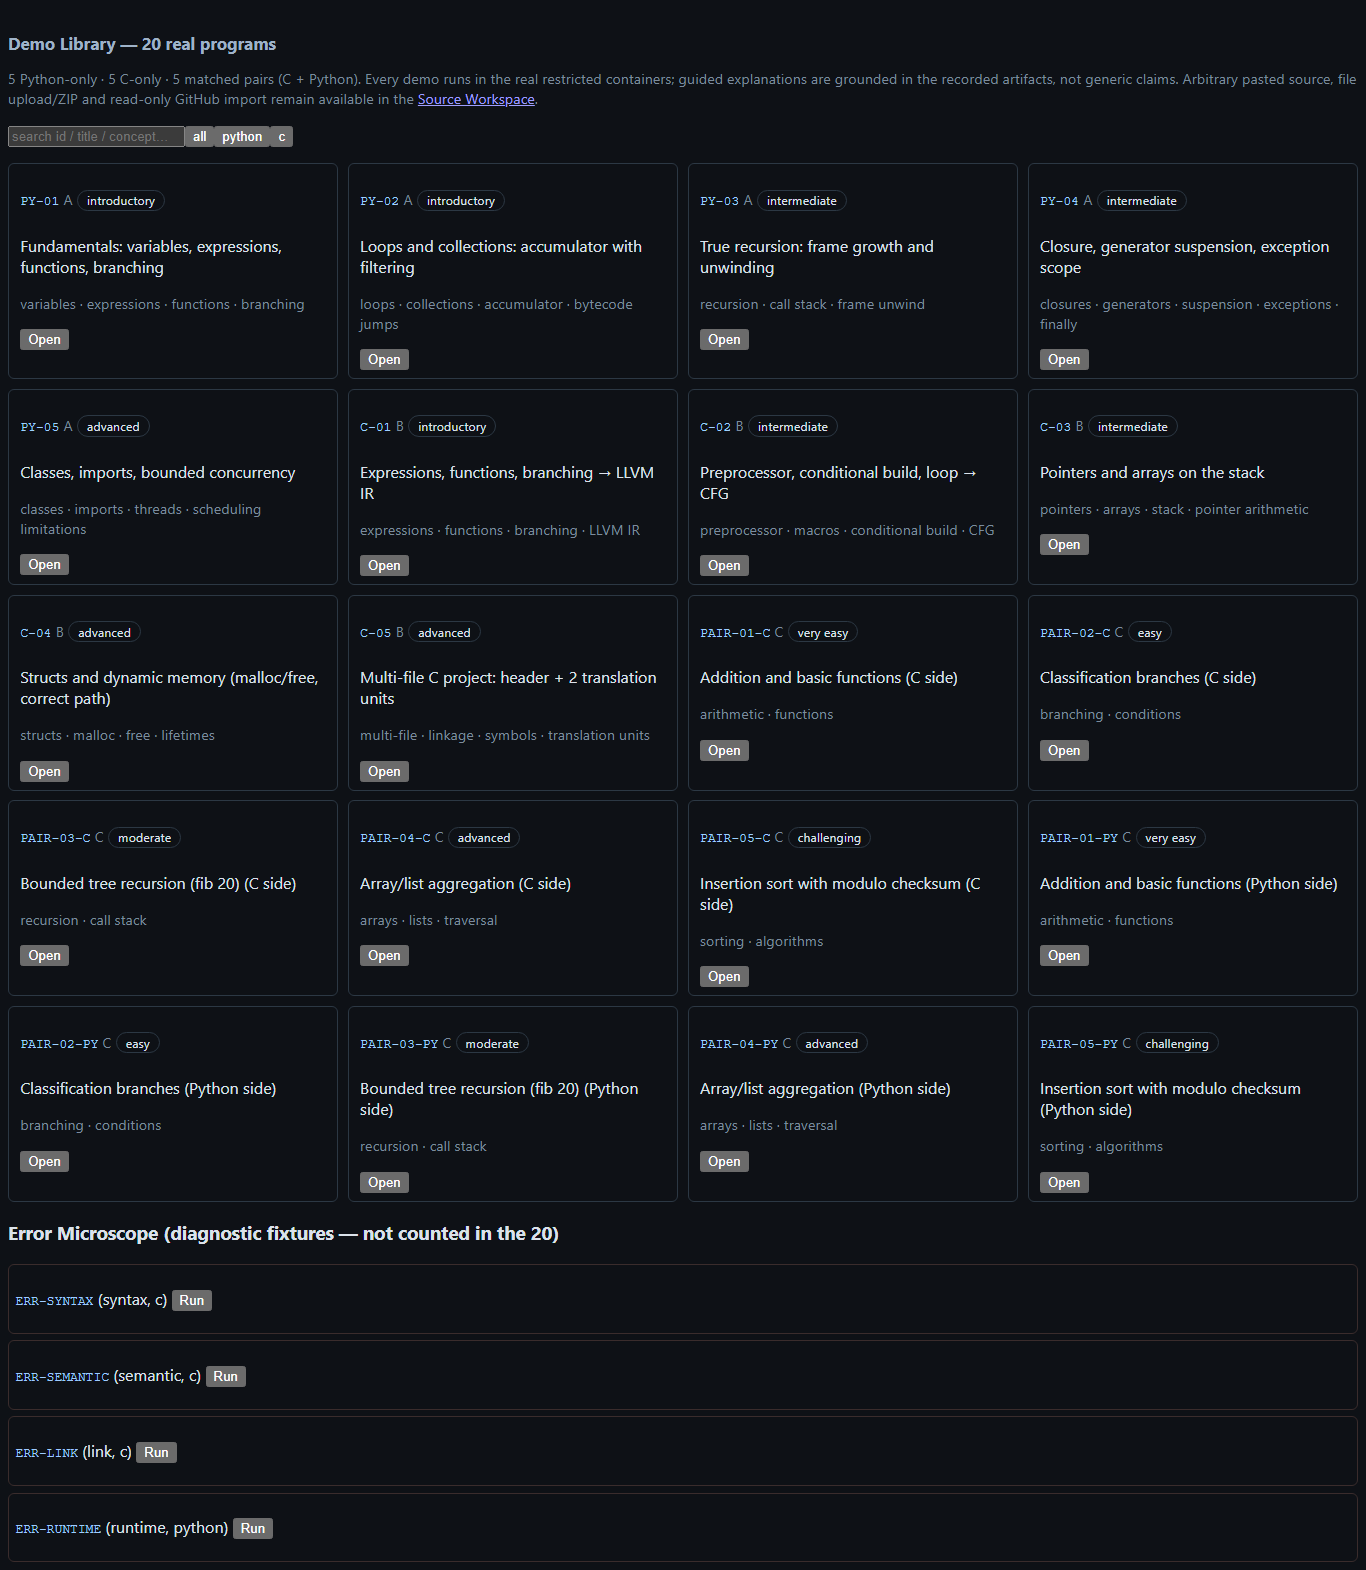 Demo Library — 20 real programs
5 Python-only · 5 C-only · 5 matched pairs (C + Python). Every demo runs in the real restricted containers; guided explanations are grounded in the recorded artifacts, not generic claims. Arbitrary pasted source, file
upload/ZIP and read-only GitHub import remain available in the Source Workspace.
search id / title / concept... all python c
PY-01 A introductory
Fundamentals: variables, expressions,
functions, branching
variables · expressions · functions · branching
Open
PY-02 A introductory
Loops and collections: accumulator with
filtering
loops · collections · accumulator · bytecode
jumps
Open
PY-03 A intermediate
True recursion: frame growth and
unwinding
recursion · call stack · frame unwind
Open
PY-04 A intermediate
Closure, generator suspension, exception
scope
closures · generators · suspension · exceptions ·
finally
Open
PY-05 A advanced
Classes, imports, bounded concurrency
classes · imports · threads · scheduling
limitations
Open
C-01 B introductory
Expressions, functions, branching → LLVM
IR
expressions · functions · branching · LLVM IR
Open
C-02 B intermediate
Preprocessor, conditional build, loop →
CFG
preprocessor · macros · conditional build · CFG
Open
C-03 B intermediate
Pointers and arrays on the stack
pointers · arrays · stack · pointer arithmetic
Open
C-04 B advanced
Structs and dynamic memory (malloc/free,
correct path)
structs · malloc · free · lifetimes
Open
C-05 B advanced
Multi-file C project: header + 2 translation
units
multi-file · linkage · symbols · translation units
Open
PAIR-01-C C very easy
Addition and basic functions (C side)
arithmetic · functions
Open
PAIR-02-C C easy
Classification branches (C side)
branching · conditions
Open
PAIR-03-C C moderate
Bounded tree recursion (fib 20) (C side)
recursion · call stack
Open
PAIR-04-C C advanced
Array/list aggregation (C side)
arrays · lists · traversal
Open
PAIR-05-C C challenging
Insertion sort with modulo checksum (C
side)
sorting · algorithms
Open
PAIR-01-PY C very easy
Addition and basic functions (Python side)
arithmetic · functions
Open
PAIR-02-PY C easy
Classification branches (Python side)
branching · conditions
Open
PAIR-03-PY C moderate
Bounded tree recursion (fib 20) (Python
side)
recursion · call stack
Open
PAIR-04-PY C advanced
Array/list aggregation (Python side)
arrays · lists · traversal
Open
PAIR-05-PY C challenging
Insertion sort with modulo checksum
(Python side)
sorting · algorithms
Open
Error Microscope (diagnostic fixtures — not counted in the 20)
ERR-SYNTAX (syntax, c) Run
ERR-SEMANTIC (semantic, c) Run
ERR-LINK (link, c) Run
ERR-RUNTIME (runtime, python) Run